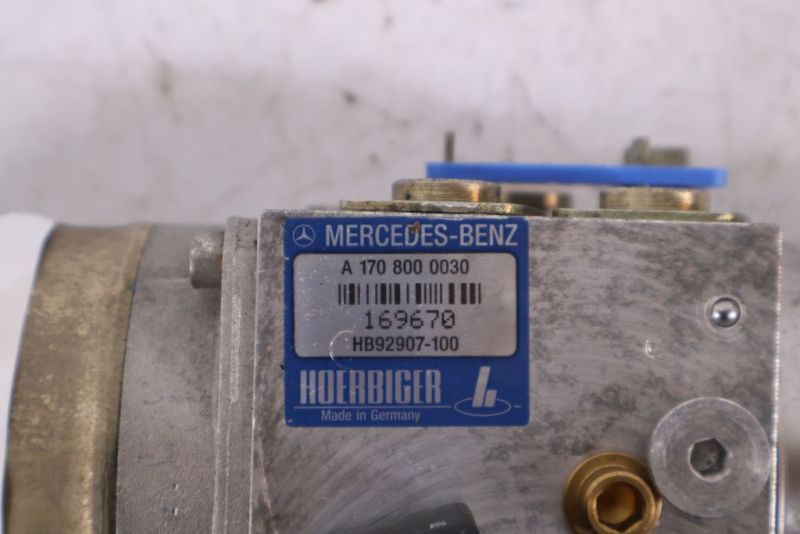 MERCEDES-BENZ
A 170 800 0030
169670
HB92907-100
HOERBIGER
Made in Germany